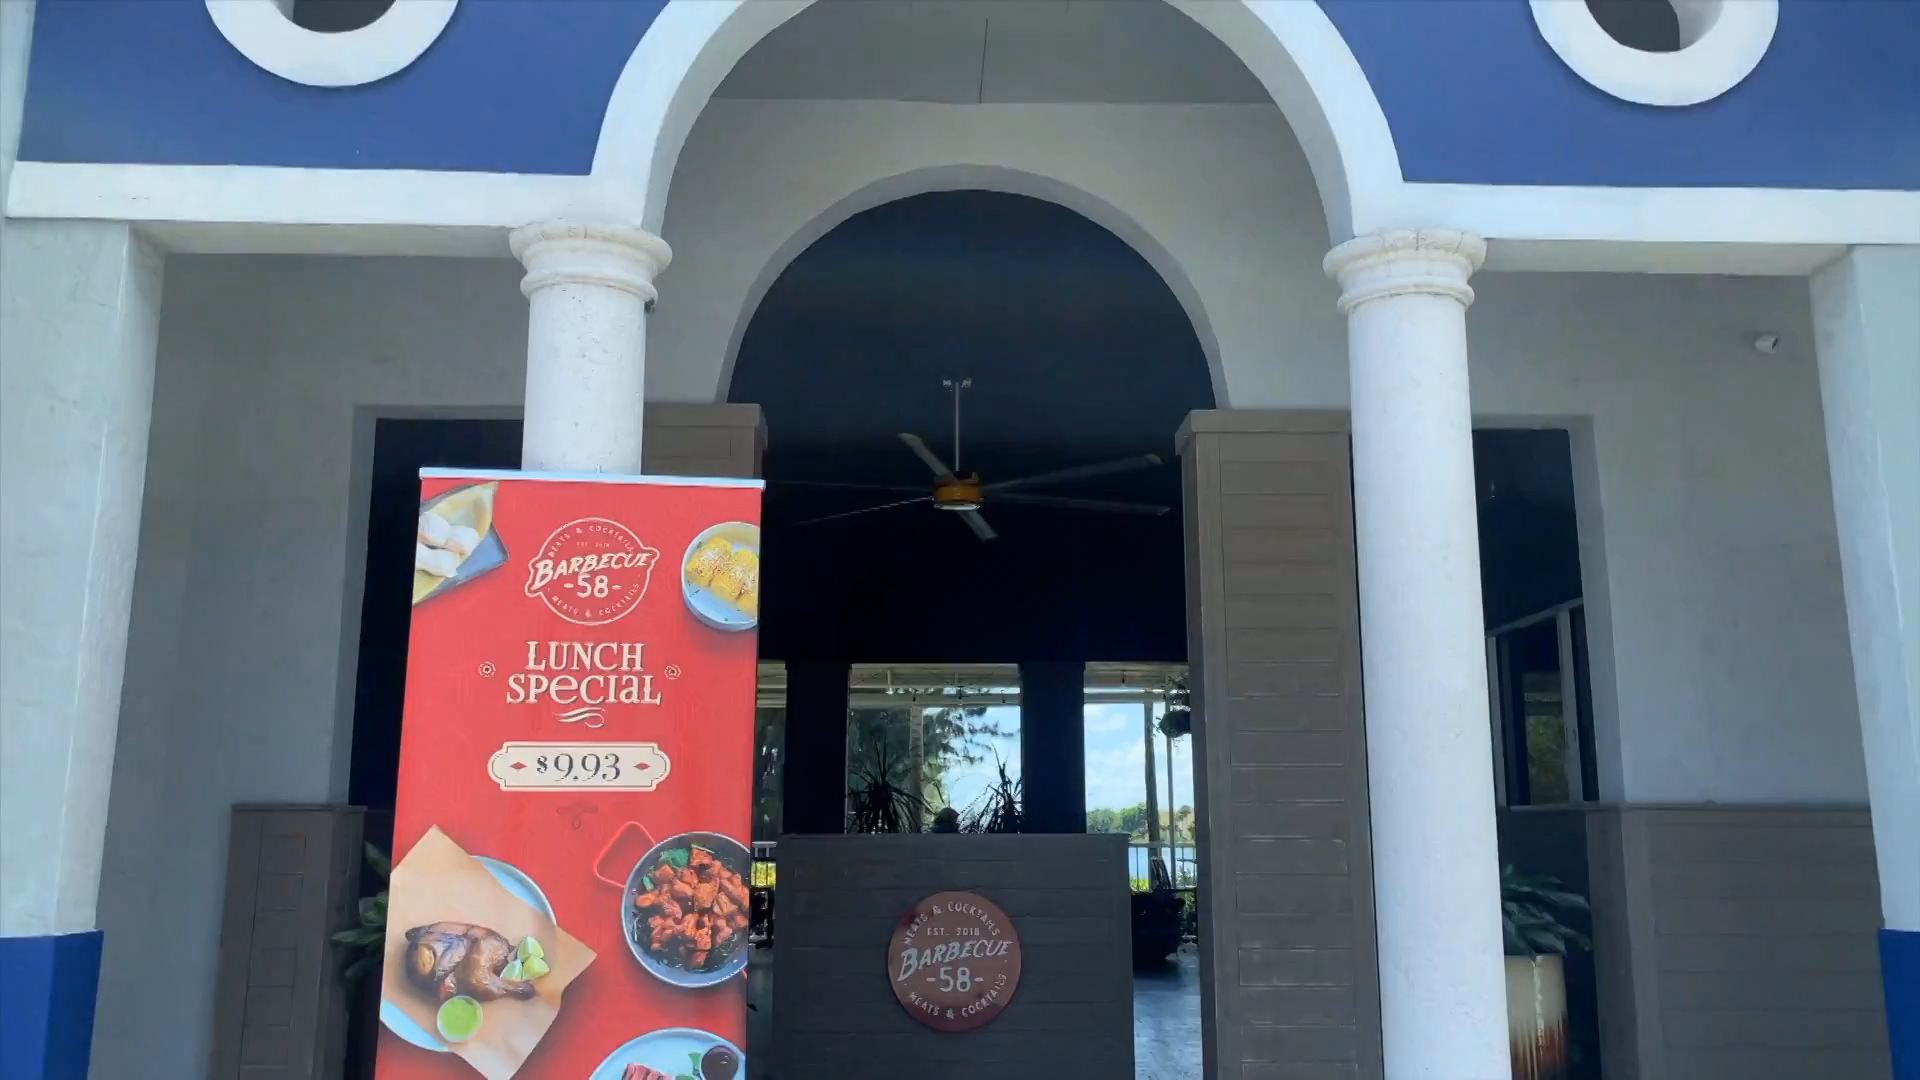 MEATS & COCKTAILS
EST. 2018
BARBECUE
-58-
MEATS & COCKTAILS
LUNCH
SPECIAL
$9.93
MEATS & COCKTAILS
EST. 2018
BARBECUE
-58-
MEATS & COCKTAILS